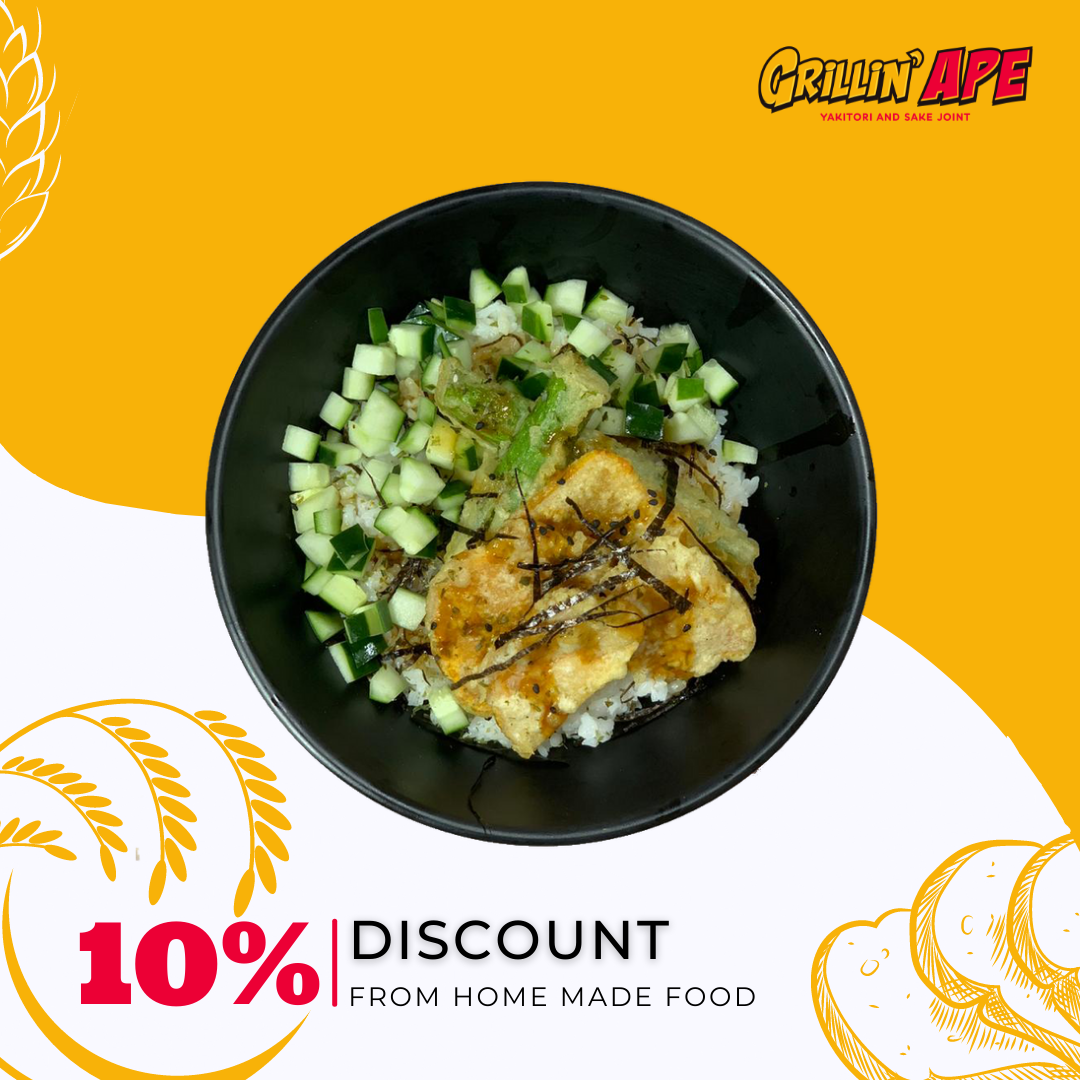 GRiLLiN' APE
YAKITORI AND SAKE JOINT
10%
DISCOUNT
FROM HOME MADE FOOD